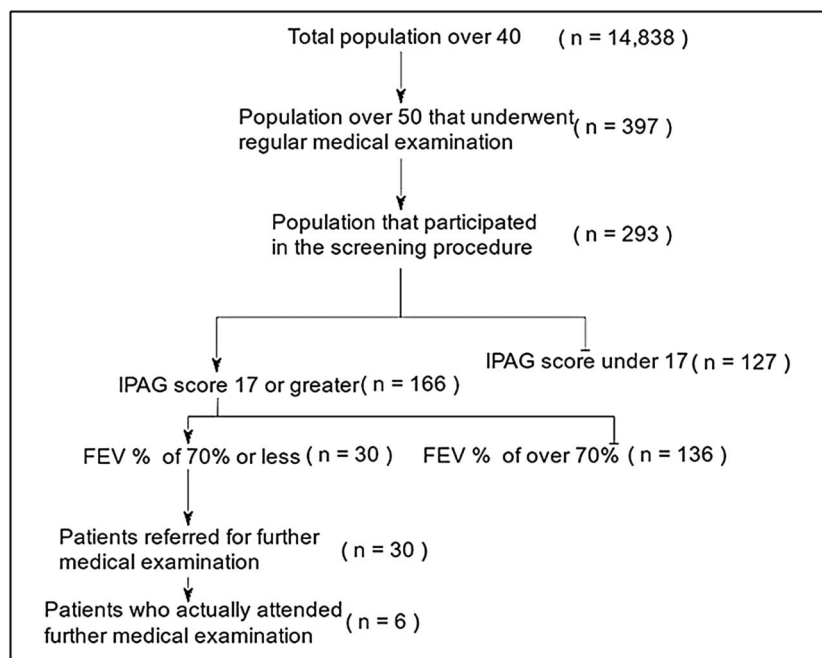 Total population over 40 ( n = 14,838 )
Population over 50 that underwent
regular medical examination ( n = 397 )
Population that participated
in the screening procedure ( n = 293 )
IPAG score under 17 ( n = 127 )
IPAG score 17 or greater( n = 166 )
FEV % of 70% or less ( n = 30 ) FEV % of over 70% ( n = 136 )
Patients referred for further
medical examination ( n = 30 )
Patients who actually attended
further medical examination ( n = 6 )